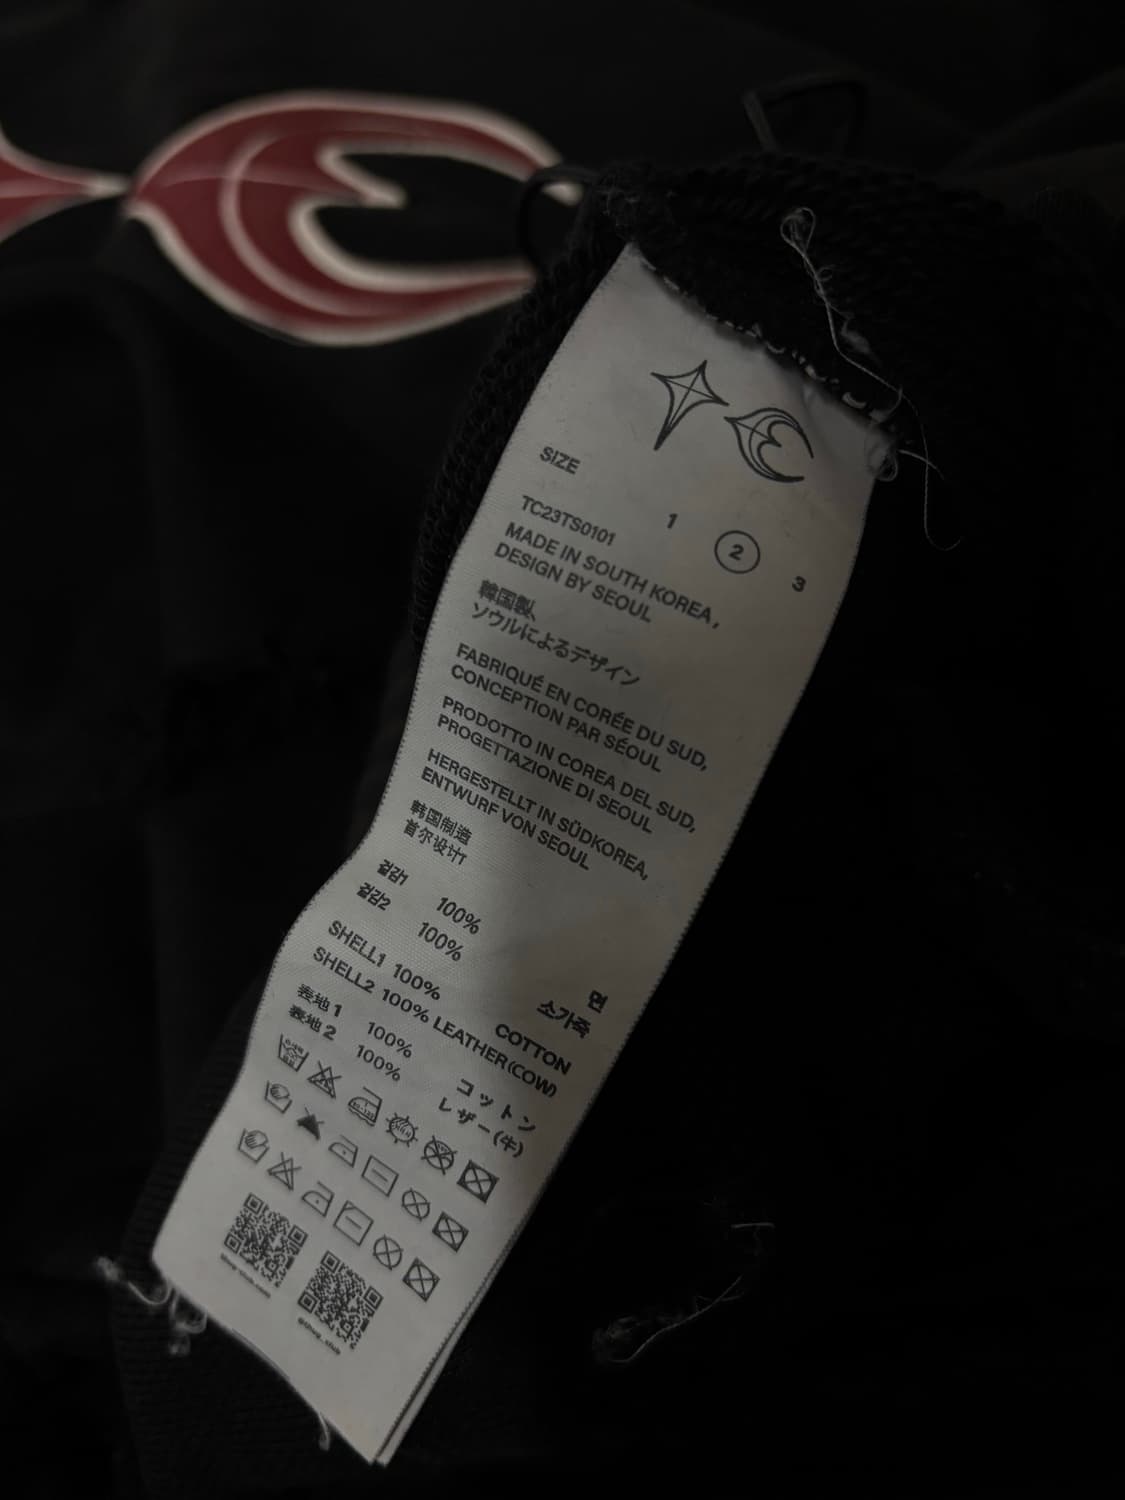 SIZE
1
2
3
TC23TS0101
MADE IN SOUTH KOREA,
DESIGN BY SEOUL
韓国製、
ソウルによるデザイン
FABRIQUÉ EN CORÉE DU SUD,
CONCEPTION PAR SÉOUL
PRODOTTO IN COREA DEL SUD,
PROGETTAZIONE DI SEOUL
HERGESTELLT IN SÜDKOREA,
ENTWURF VON SEOUL
韩国制造
首尔设计
겉감1 100% 면
겉감2 100% 소가죽
SHELL1 100% COTTON
SHELL2 100% LEATHER(COW)
表地1 100% コットン
表地2 100% レザー(牛)
thug-club.com
@thug_club